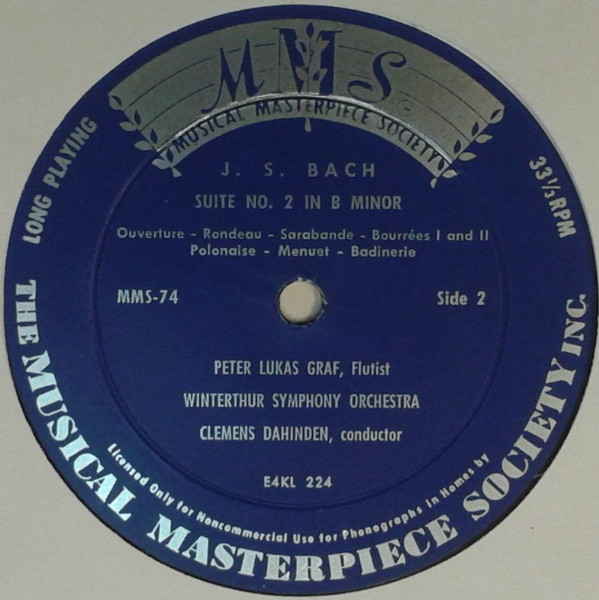 MMS
MUSICAL MASTERPIECE SOCIETY
LONG PLAYING
33 1/3 RPM
J. S. BACH
SUITE NO. 2 IN B MINOR
Ouverture - Rondeau - Sarabande - Bourrées I and II
Polonaise - Menuet - Badinerie
MMS-74
Side 2
PETER LUKAS GRAF, Flutist
WINTERTHUR SYMPHONY ORCHESTRA
CLEMENS DAHINDEN, conductor
E4KL 224
Licensed Only for Noncommercial Use for Phonographs in Homes by
THE MUSICAL MASTERPIECE SOCIETY INC.